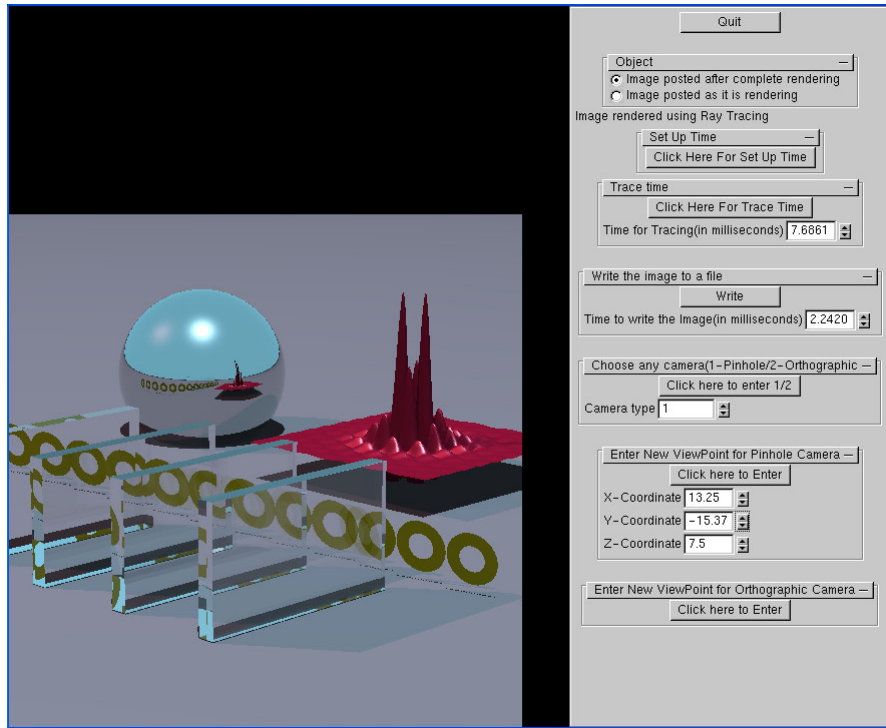 Quit
Object
Image posted after complete rendering
Image posted as it is rendering
Image rendered using Ray Tracing
Set Up Time
Click Here For Set Up Time
Trace time
Click Here For Trace Time
Time for Tracing(in milliseconds) 7.6861
Write the image to a file
Write
Time to write the Image(in milliseconds) 2.2420
Choose any camera(1-Pinhole/2-Orthographic
Click here to enter 1/2
Camera type 1
Enter New ViewPoint for Pinhole Camera
Click here to Enter
X-Coordinate 13.25
Y-Coordinate -15.37
Z-Coordinate 7.5
Enter New ViewPoint for Orthographic Camera
Click here to Enter